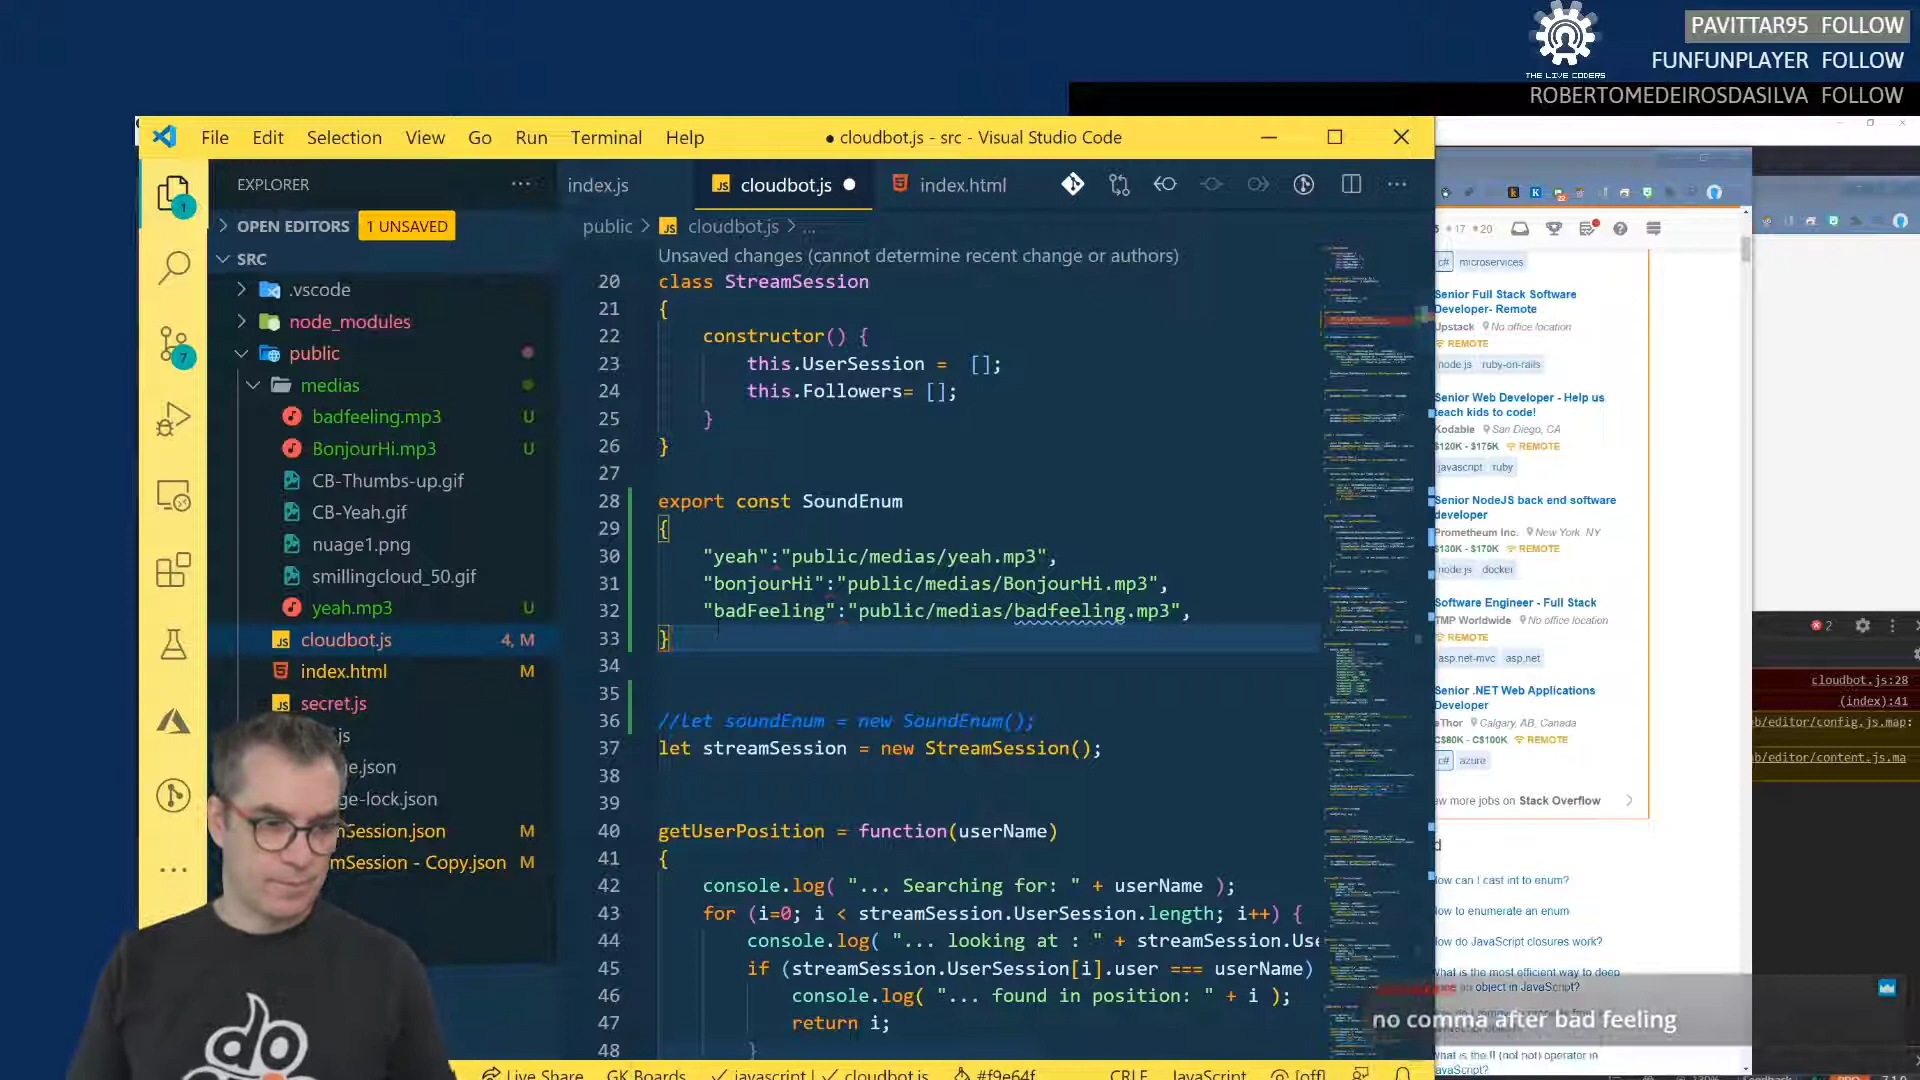 PAVITTAR95 FOLLOW
FUNFUNPLAYER FOLLOW
ROBERTOMEDEIROSDASILVA FOLLOW
THE LIVE CODERS
File Edit Selection View Go Run Terminal Help
● cloudbot.js - src - Visual Studio Code
EXPLORER
index.js
cloudbot.js
index.html
OPEN EDITORS 1 UNSAVED
SRC
.vscode
node_modules
public
medias
badfeeling.mp3 U
BonjourHi.mp3 U
CB-Thumbs-up.gif
CB-Yeah.gif
nuage1.png
smillingcloud_50.gif
yeah.mp3 U
cloudbot.js 4, M
index.html M
secret.js
.js
ge.json
ge-lock.json
mSession.json M
mSession - Copy.json M
1
7
public > cloudbot.js > ...
Unsaved changes (cannot determine recent change or authors)
20 class StreamSession
21 {
22 constructor() {
23 this.UserSession = [];
24 this.Followers= [];
25 }
26 }
27
28 export const SoundEnum
29 {
30 "yeah":"public/medias/yeah.mp3",
31 "bonjourHi":"public/medias/BonjourHi.mp3",
32 "badFeeling":"public/medias/badfeeling.mp3",
33 }
34
35
36 //let soundEnum = new SoundEnum();
37 let streamSession = new StreamSession();
38
39
40 getUserPosition = function(userName)
41 {
42 console.log( "... Searching for: " + userName );
43 for (i=0; i < streamSession.UserSession.length; i++) {
44 console.log( "... looking at : " + streamSession.Use
45 if (streamSession.UserSession[i].user === userName)
46 console.log( "... found in position: " + i );
47 return i;
48 }
Live Share GK Boards javascript | cloudbot.js #f9e64f CRLF JavaScript [off]
17 20
c# microservices
Senior Full Stack Software
Developer- Remote
Upstack No office location
REMOTE
node.js ruby-on-rails
Senior Web Developer - Help us
teach kids to code!
Kodable San Diego, CA
$120K - $175K REMOTE
javascript ruby
Senior NodeJS back end software
developer
Prometheum Inc. New York, NY
$130K - $170K REMOTE
node.js docker
Software Engineer - Full Stack
TMP Worldwide No office location
REMOTE
asp.net-mvc asp.net
Senior .NET Web Applications
Developer
eThor Calgary, AB, Canada
C$80K - C$100K REMOTE
c# azure
ew more jobs on Stack Overflow
d
How can I cast int to enum?
How to enumerate an enum
How do JavaScript closures work?
What is the most efficient way to deep
an object in JavaScript?
no comma after bad feeling
What is the !! (not not) operator in
JavaScript?
2
cloudbot.js:28
(index):41
b/editor/config.js.map:
b/editor/content.js.ma